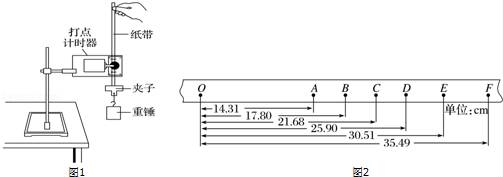 打点
计时器
纸带
夹子
重锤
图1
O A B C D E F
14.31
单位:cm
17.80
21.68
25.90
30.51
35.49
图2